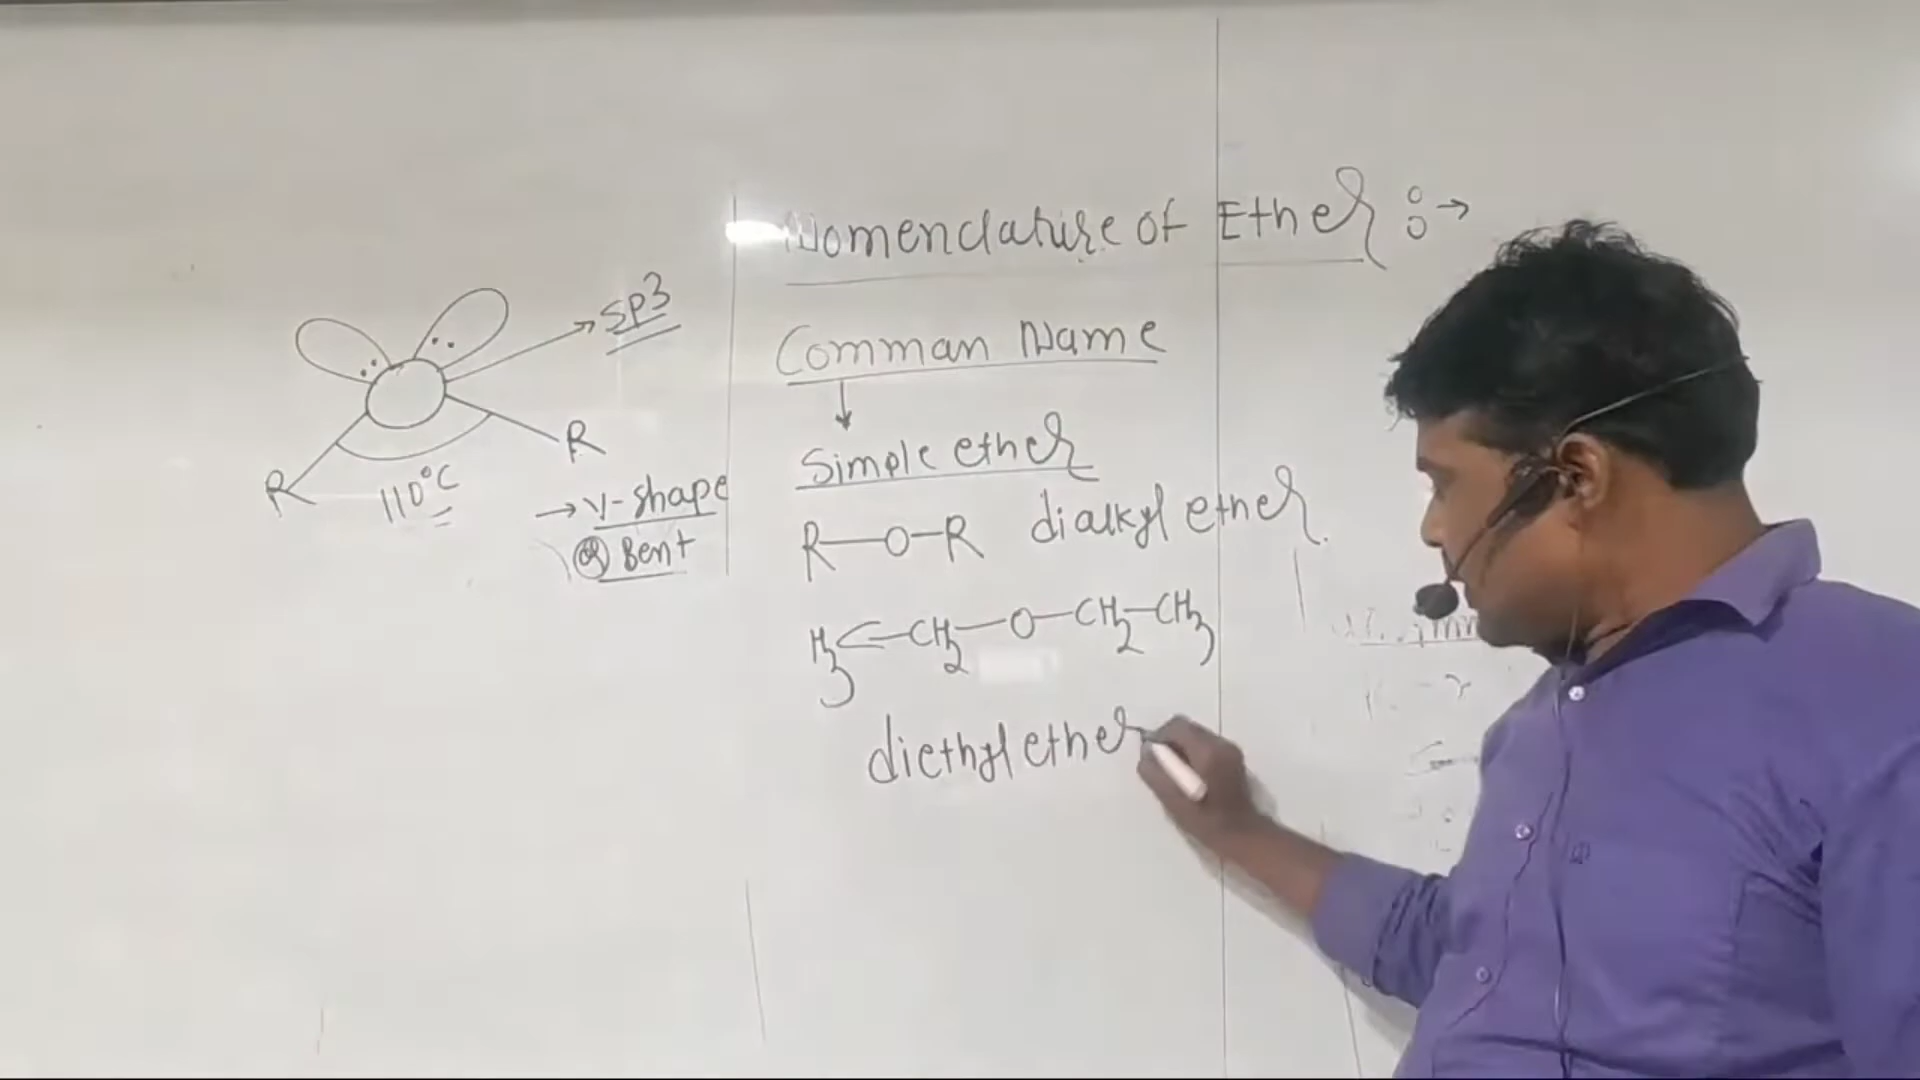 SP3
R
R
110°C
→ V-shape
or Bent
Nomenclature of Ether :→
Comman Name
Simple ether
R—O—R dialkyl ether
H3C—CH2—O—CH2—CH3
diethyl ether